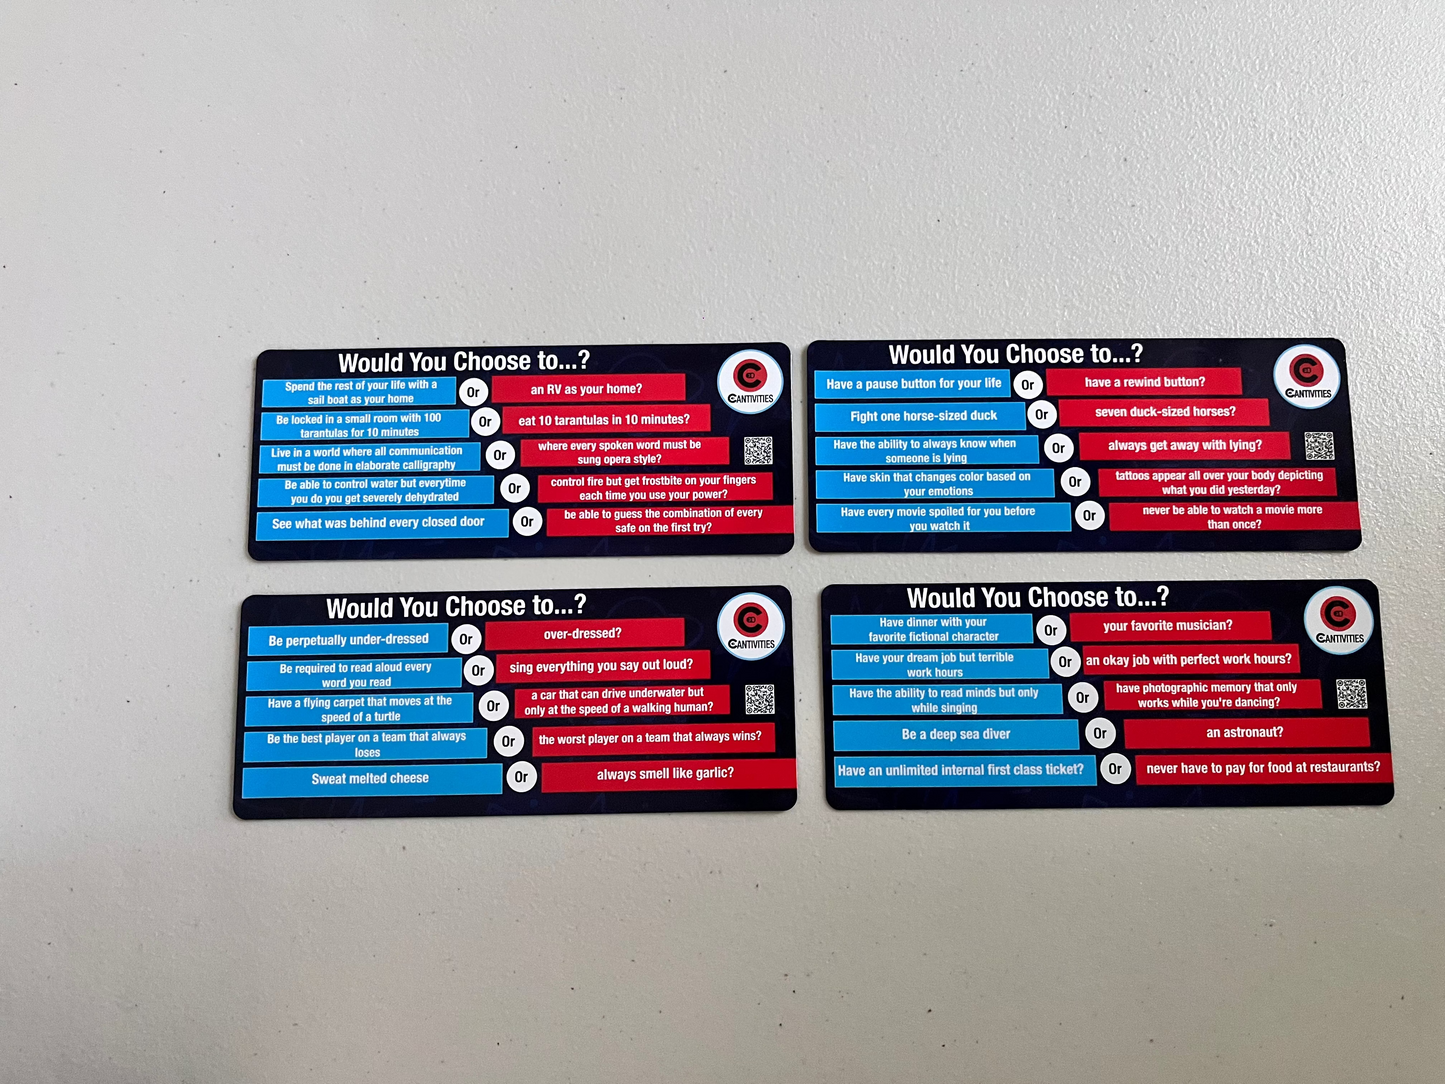 Would You Choose to...?
Spend the rest of your life with a
sail boat as your home
Or
an RV as your home?
Be locked in a small room with 100
tarantulas for 10 minutes
Or
eat 10 tarantulas in 10 minutes?
Live in a world where all communication
must be done in elaborate calligraphy
Or
where every spoken word must be
sung opera style?
Be able to control water but everytime
you do you get severely dehydrated
Or
control fire but get frostbite on your fingers
each time you use your power?
See what was behind every closed door
Or
be able to guess the combination of every
safe on the first try?
CANTIVITIES
Would You Choose to...?
Have a pause button for your life
Or
have a rewind button?
Fight one horse-sized duck
Or
seven duck-sized horses?
Have the ability to always know when
someone is lying
Or
always get away with lying?
Have skin that changes color based on
your emotions
Or
tattoos appear all over your body depicting
what you did yesterday?
Have every movie spoiled for you before
you watch it
Or
never be able to watch a movie more
than once?
CANTIVITIES
Would You Choose to...?
Be perpetually under-dressed
Or
over-dressed?
Be required to read aloud every
word you read
Or
sing everything you say out loud?
Have a flying carpet that moves at the
speed of a turtle
Or
a car that can drive underwater but
only at the speed of a walking human?
Be the best player on a team that always
loses
Or
the worst player on a team that always wins?
Sweat melted cheese
Or
always smell like garlic?
CANTIVITIES
Would You Choose to...?
Have dinner with your
favorite fictional character
Or
your favorite musician?
Have your dream job but terrible
work hours
Or
an okay job with perfect work hours?
Have the ability to read minds but only
while singing
Or
have photographic memory that only
works while you're dancing?
Be a deep sea diver
Or
an astronaut?
Have an unlimited internal first class ticket?
Or
never have to pay for food at restaurants?
CANTIVITIES